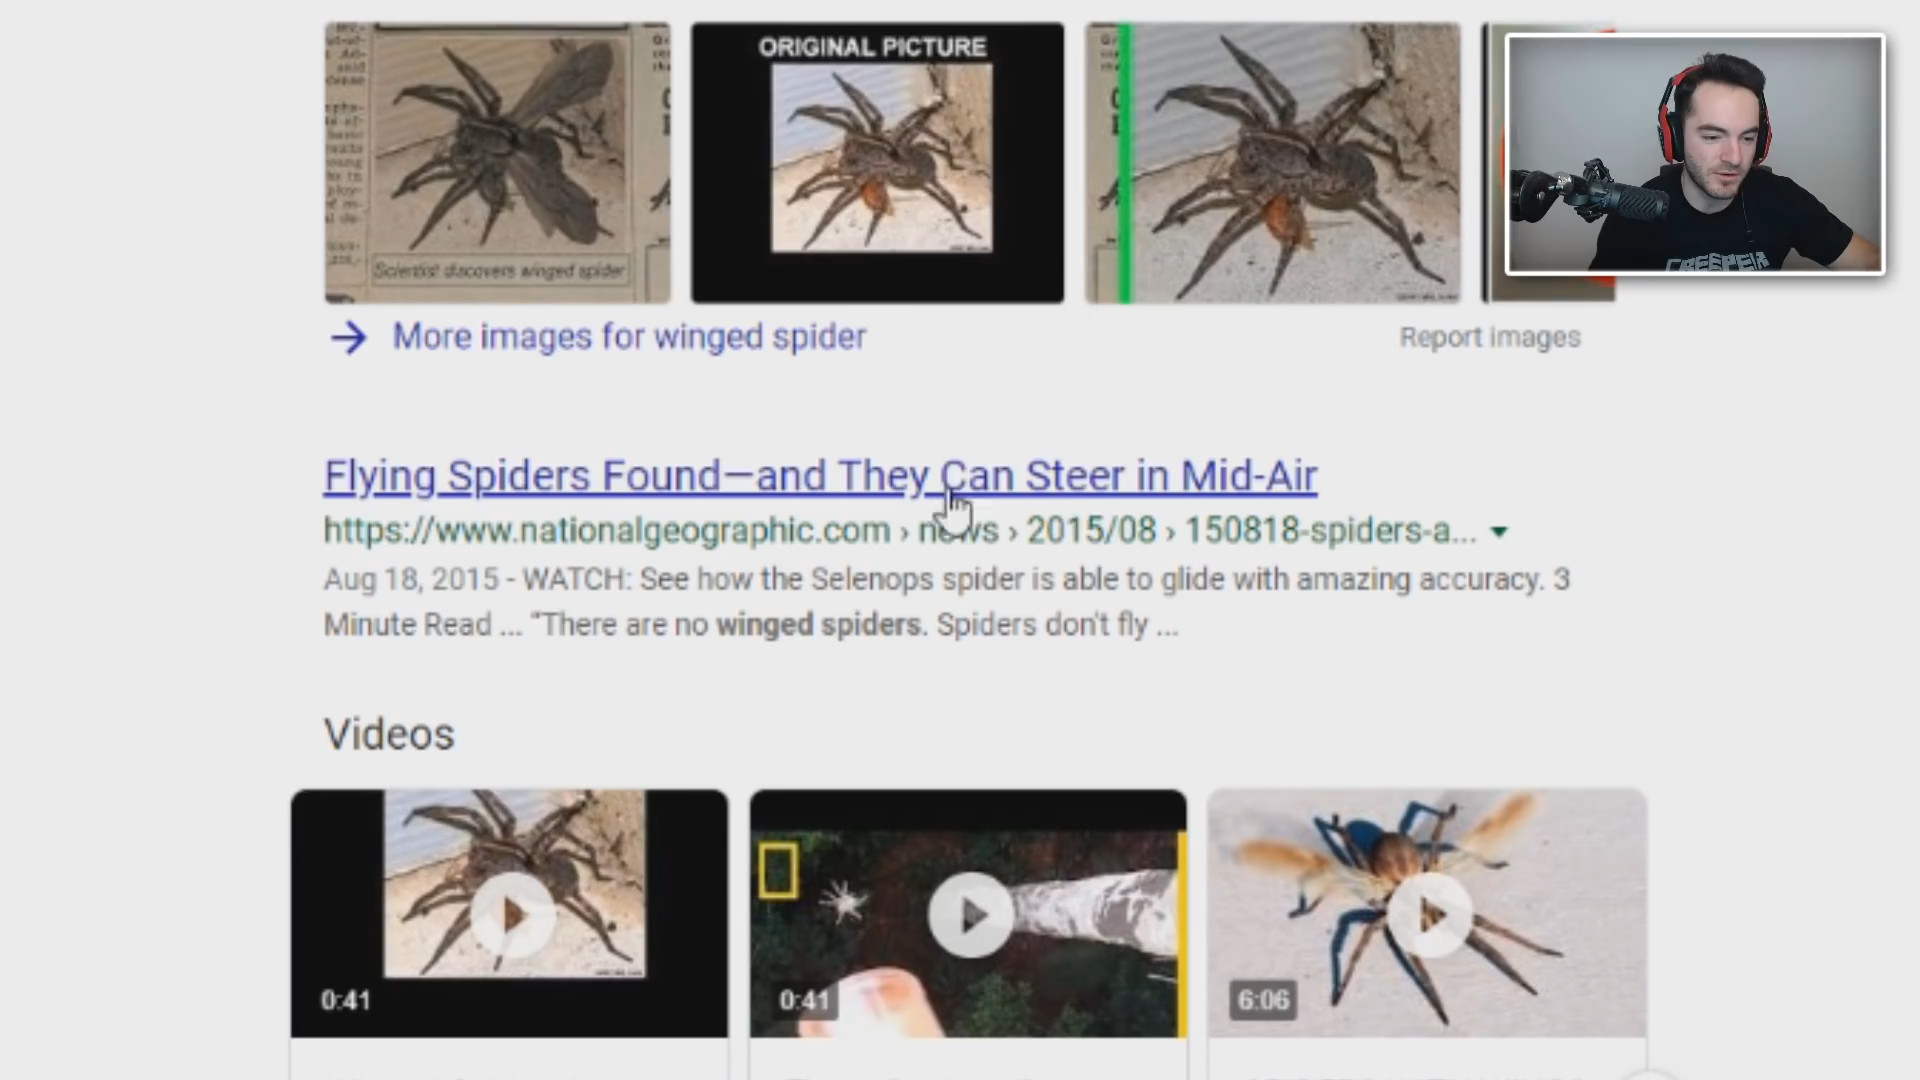 ORIGINAL PICTURE
Scientist discovers winged spider
More images for winged spider
Report images
CREEPER
Flying Spiders Found—and They Can Steer in Mid-Air
https://www.nationalgeographic.com › news › 2015/08 › 150818-spiders-a...
Aug 18, 2015 - WATCH: See how the Selenops spider is able to glide with amazing accuracy. 3
Minute Read ... “There are no winged spiders. Spiders don't fly ...
Videos
0:41
0:41
6:06